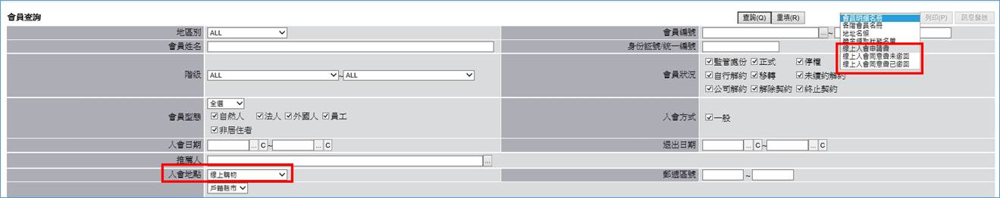 會員查詢 查詢(Q) 重填(R) 會員明細名冊 列印(P) 訊息發送
各階會員名冊
地址名條
線上入會申請書
線上入會同意書未繳回
線上入會同意書已繳回
地區別 ALL 會員編號 ... ~
會員姓名 身份証號/統一編號
階級 ALL ~ ALL 會員狀況 監管處份 正式 停權
自行解約 移轉 未續約解約
公司解約 解除契約 終止契約
會員型態 全選
自然人 法人 外國人 員工
非居住者
入會方式 一般
入會日期 ... C ~ ... C 退出日期 ... C ~ ... C
推薦人 ...
入會地點 線上購物 郵遞區號 ~
戶籍縣市